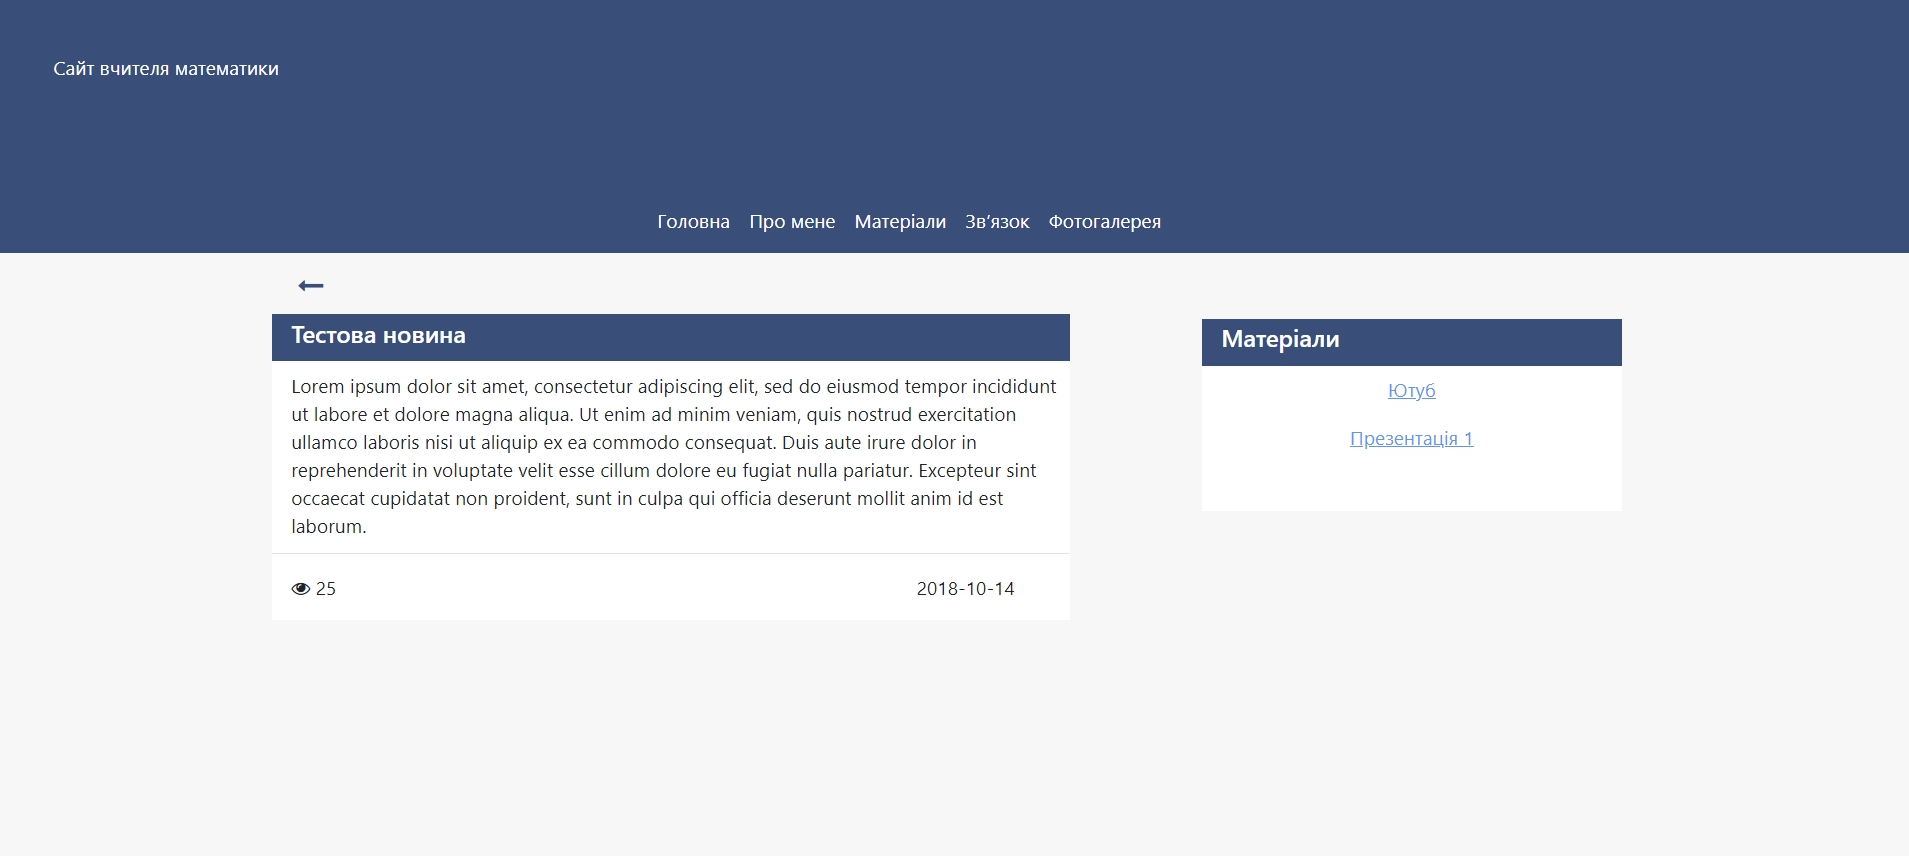 Сайт вчителя математики
Головна Про мене Матеріали Зв’язок Фотогалерея
Тестова новина
Lorem ipsum dolor sit amet, consectetur adipiscing elit, sed do eiusmod tempor incididunt
ut labore et dolore magna aliqua. Ut enim ad minim veniam, quis nostrud exercitation
ullamco laboris nisi ut aliquip ex ea commodo consequat. Duis aute irure dolor in
reprehenderit in voluptate velit esse cillum dolore eu fugiat nulla pariatur. Excepteur sint
occaecat cupidatat non proident, sunt in culpa qui officia deserunt mollit anim id est
laborum.
25 2018-10-14
Матеріали
Ютуб
Презентація 1